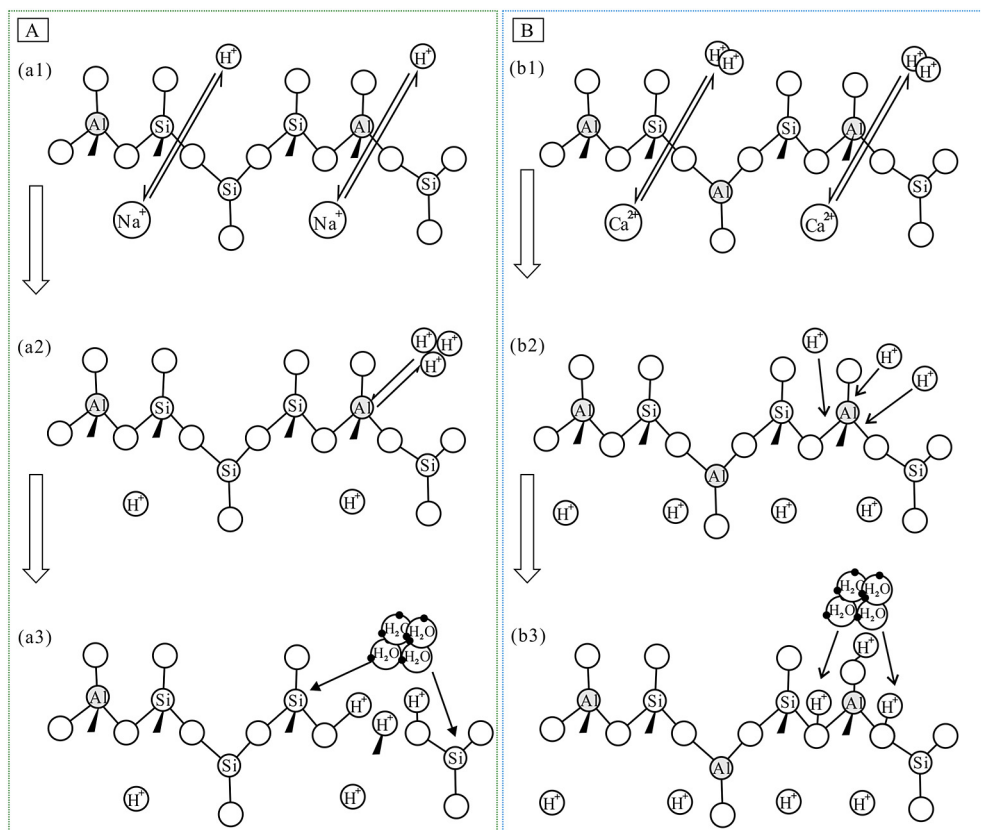 A
(a1)
H⁺ H⁺
Al Si Si Al
Si Si
Na⁺ Na⁺
(a2)
H⁺ H⁺
H⁺
Al Si Si Al
Si Si
H⁺ H⁺
(a3)
H₂O H₂O
H₂O H₂O
Al Si Si H⁺ H⁺
H⁺
Si Si
H⁺ H⁺
B
(b1)
H⁺ H⁺ H⁺ H⁺
Al Si Si Al
Al Si
Ca²⁺ Ca²⁺
(b2)
H⁺ H⁺
H⁺
Al Si Si Al
Al Si
H⁺ H⁺ H⁺ H⁺
(b3)
H₂O H₂O
H₂O H₂O
H⁺
Al Si Si H⁺ Al H⁺
Al Si
H⁺ H⁺ H⁺ H⁺